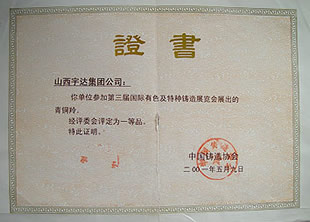 證書
山西宇达集团公司：
你单位参加第三届国际有色及特种铸造展览会展出的
青铜羚。
经评委会评定为一等品。
特此证明。
中国铸造协会
二00一年五月九日